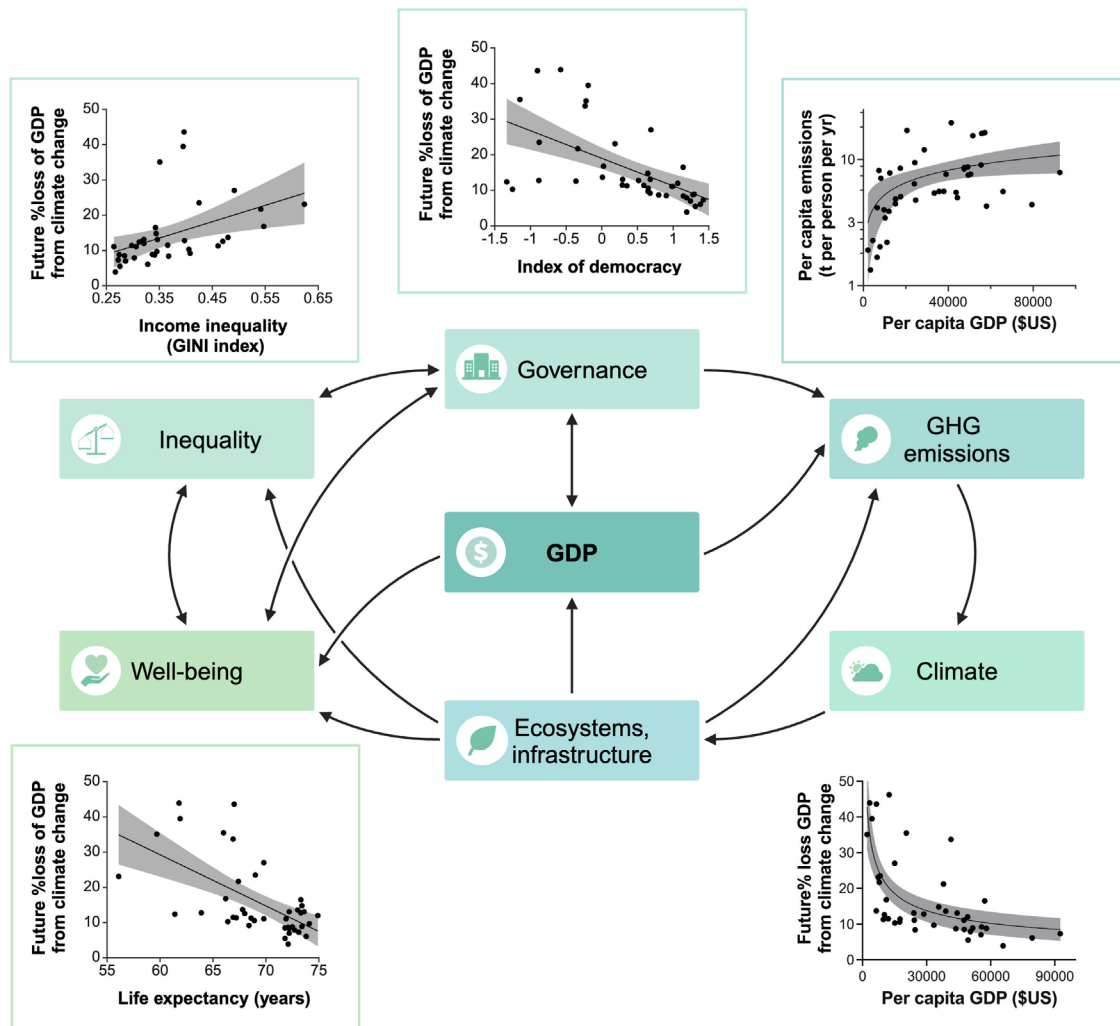 Future %loss of GDP
from climate change
50
40
30
20
10
0
0.25
0.35
0.45
0.55
0.65
Income inequality
(GINI index)
Future %loss of GDP
from climate change
50
40
30
20
10
0
-1.5
-1
-0.5
0
0.5
1
1.5
Index of democracy
Per capita emissions
(t per person per yr)
10
3
1
40000
80000
Per capita GDP ($US)
Governance
Inequality
GHG
emissions
$
GDP
Well-being
Climate
Ecosystems,
infrastructure
Future %loss of GDP
from climate change
50
40
30
20
10
0
55
60
65
70
75
Life expectancy (years)
Future% loss GDP
from climate change
50
40
30
20
10
0
0
30000
60000
90000
Per capita GDP ($US)